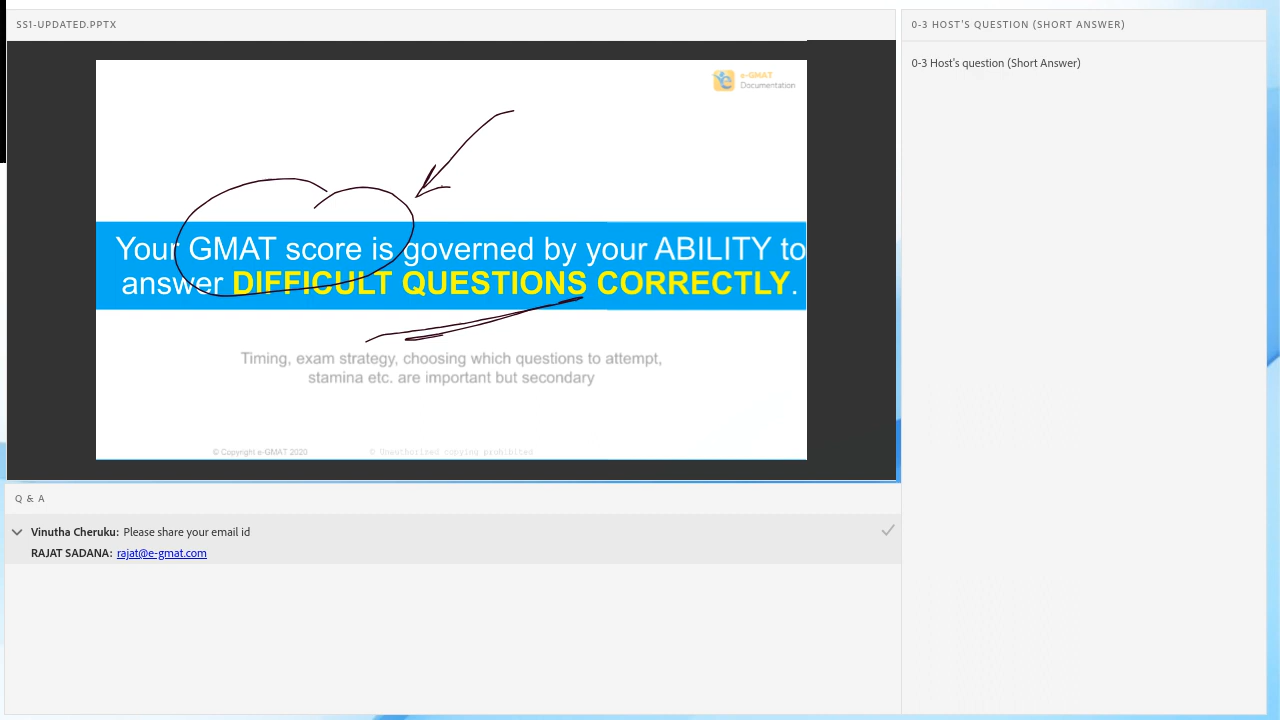 SS1-UPDATED.PPTX
0-3 HOST'S QUESTION (SHORT ANSWER)
0-3 Host's question (Short Answer)
e-GMAT
Documentation
Your GMAT score is governed by your ABILITY to
answer DIFFICULT QUESTIONS CORRECTLY.
Timing, exam strategy, choosing which questions to attempt,
stamina etc. are important but secondary
© Copyright e-GMAT 2020 © Unauthorised copying prohibited
Q & A
Vinutha Cheruku: Please share your email id
RAJAT SADANA: rajat@e-gmat.com